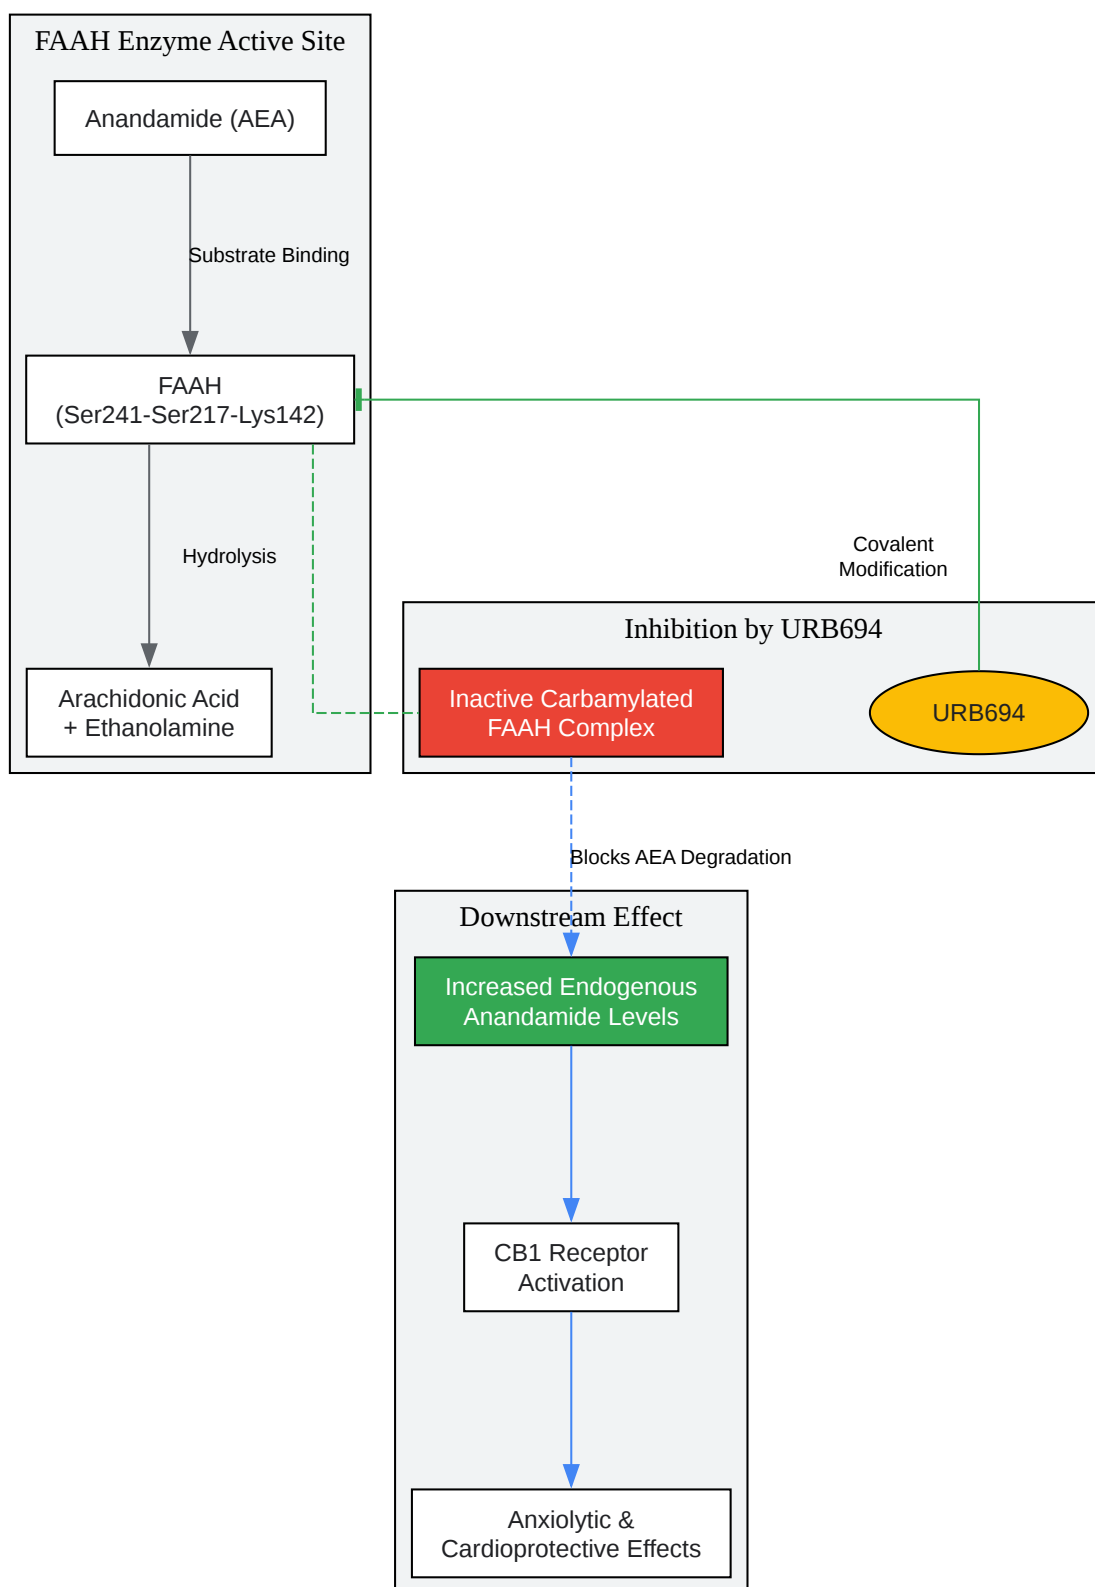 FAAH Enzyme Active Site
Anandamide (AEA)
Substrate Binding
FAAH
(Ser241-Ser217-Lys142)
Hydrolysis
Arachidonic Acid
+ Ethanolamine
Covalent
Modification
Inhibition by URB694
Inactive Carbamylated
FAAH Complex
URB694
Blocks AEA Degradation
Downstream Effect
Increased Endogenous
Anandamide Levels
CB1 Receptor
Activation
Anxiolytic &
Cardioprotective Effects